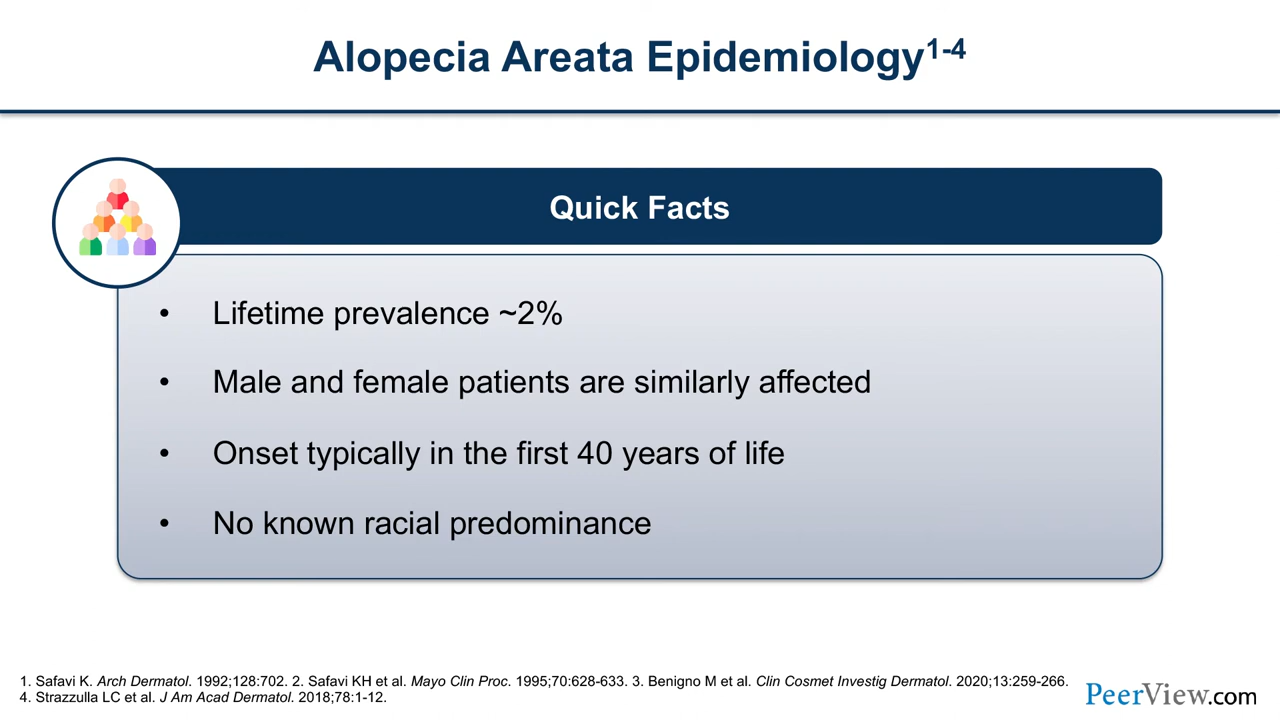 Alopecia Areata Epidemiology1-4
Quick Facts
• Lifetime prevalence ~2%
• Male and female patients are similarly affected
• Onset typically in the first 40 years of life
• No known racial predominance
1. Safavi K. Arch Dermatol. 1992;128:702. 2. Safavi KH et al. Mayo Clin Proc. 1995;70:628-633. 3. Benigno M et al. Clin Cosmet Investig Dermatol. 2020;13:259-266.
4. Strazzulla LC et al. J Am Acad Dermatol. 2018;78:1-12.
PeerView.com